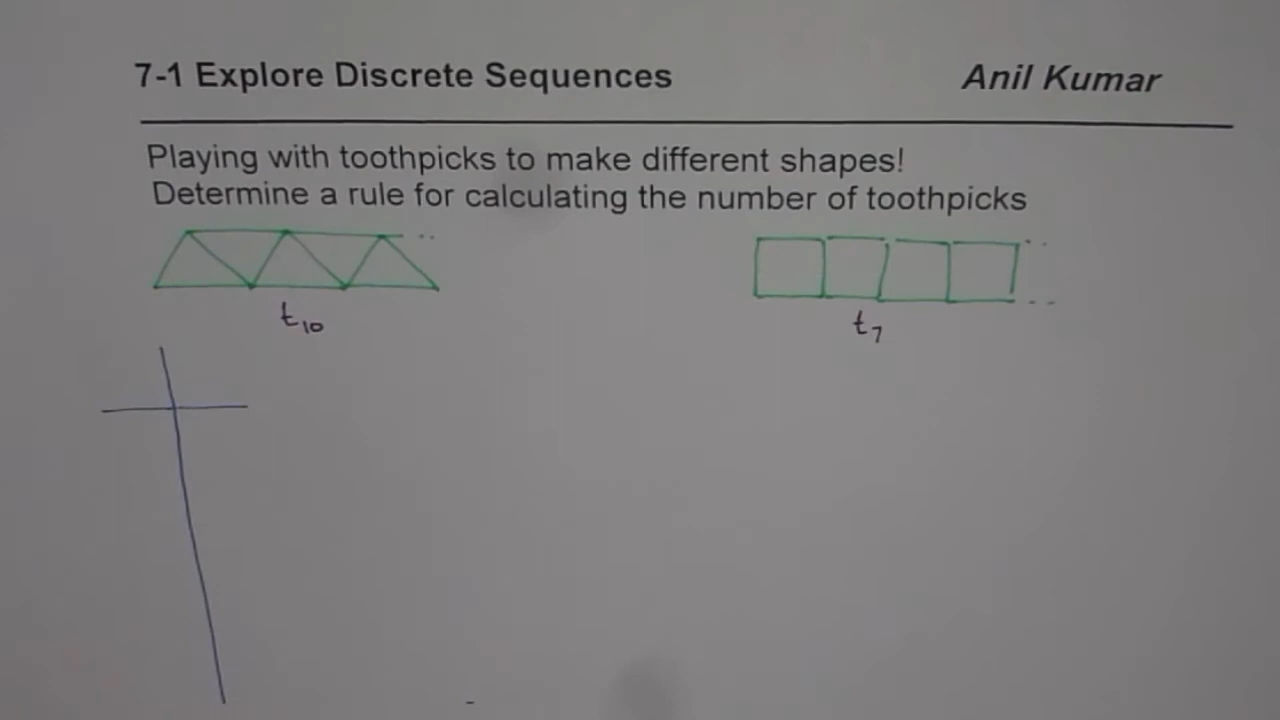 7-1 Explore Discrete Sequences Anil Kumar
Playing with toothpicks to make different shapes!
Determine a rule for calculating the number of toothpicks
t10 t7